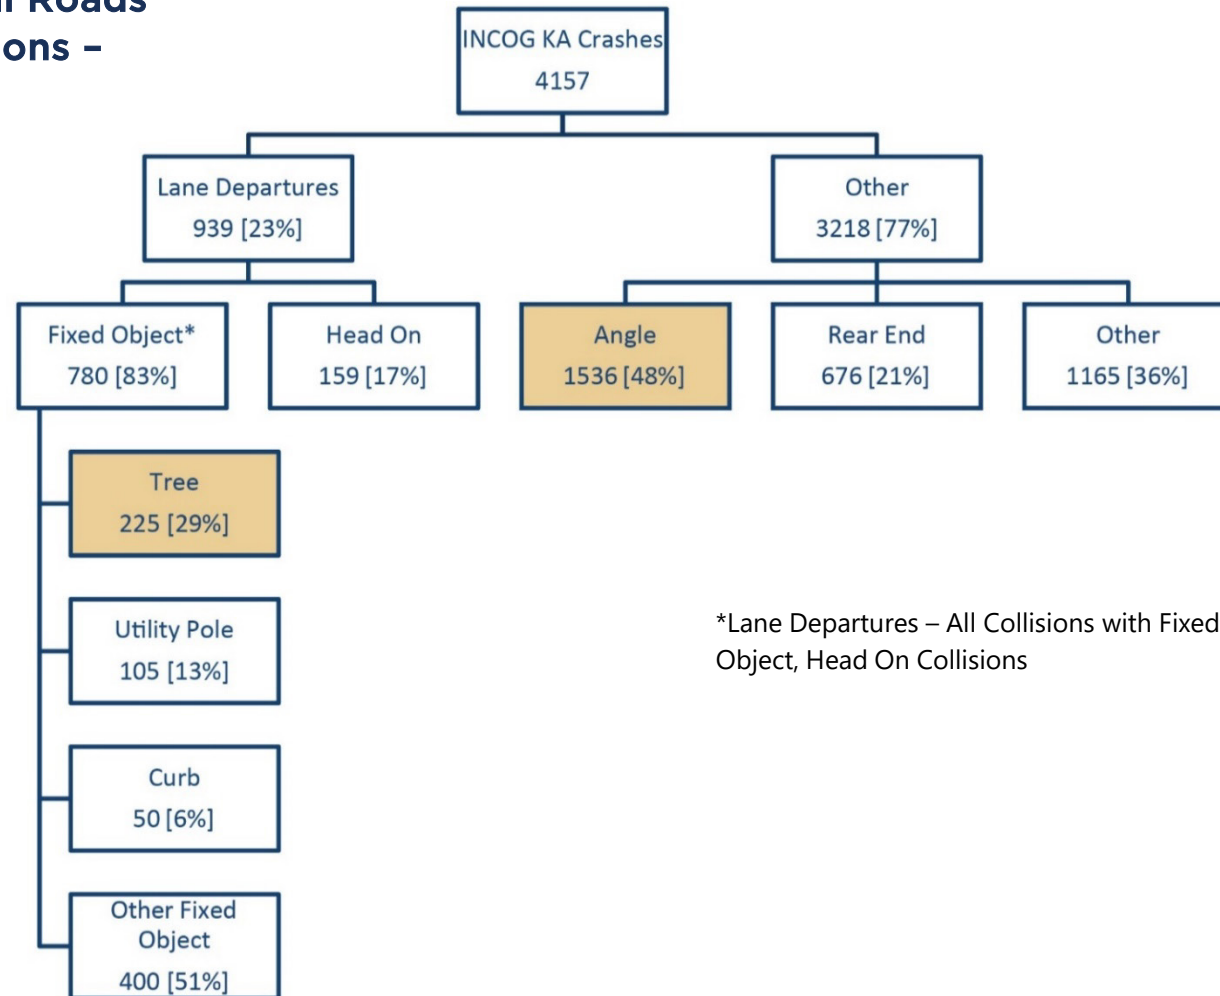 Roads
ons –
INCOG KA Crashes
4157
Lane Departures
939 [23%]
Other
3218 [77%]
Fixed Object*
780 [83%]
Head On
159 [17%]
Angle
1536 [48%]
Rear End
676 [21%]
Other
1165 [36%]
Tree
225 [29%]
Utility Pole
105 [13%]
Curb
50 [6%]
Other Fixed
Object
400 [51%]
*Lane Departures – All Collisions with Fixed
Object, Head On Collisions